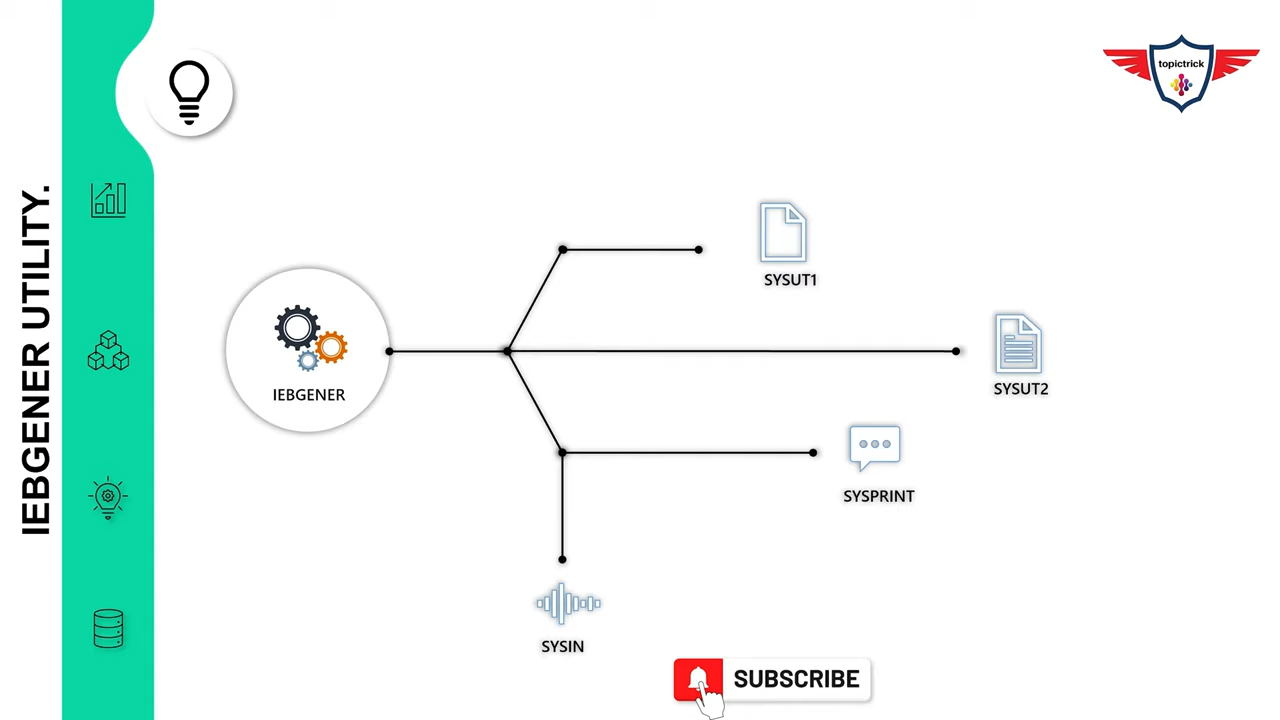 IEBGENER UTILITY.
topictrick
SYSUT1
IEBGENER
SYSUT2
SYSPRINT
SYSIN
SUBSCRIBE